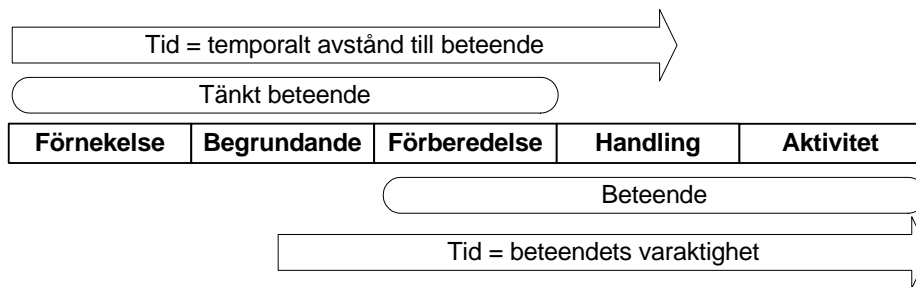 Tid = temporalt avstånd till beteende
Tänkt beteende
Förnekelse Begrundande Förberedelse Handling Aktivitet
Beteende
Tid = beteendets varaktighet